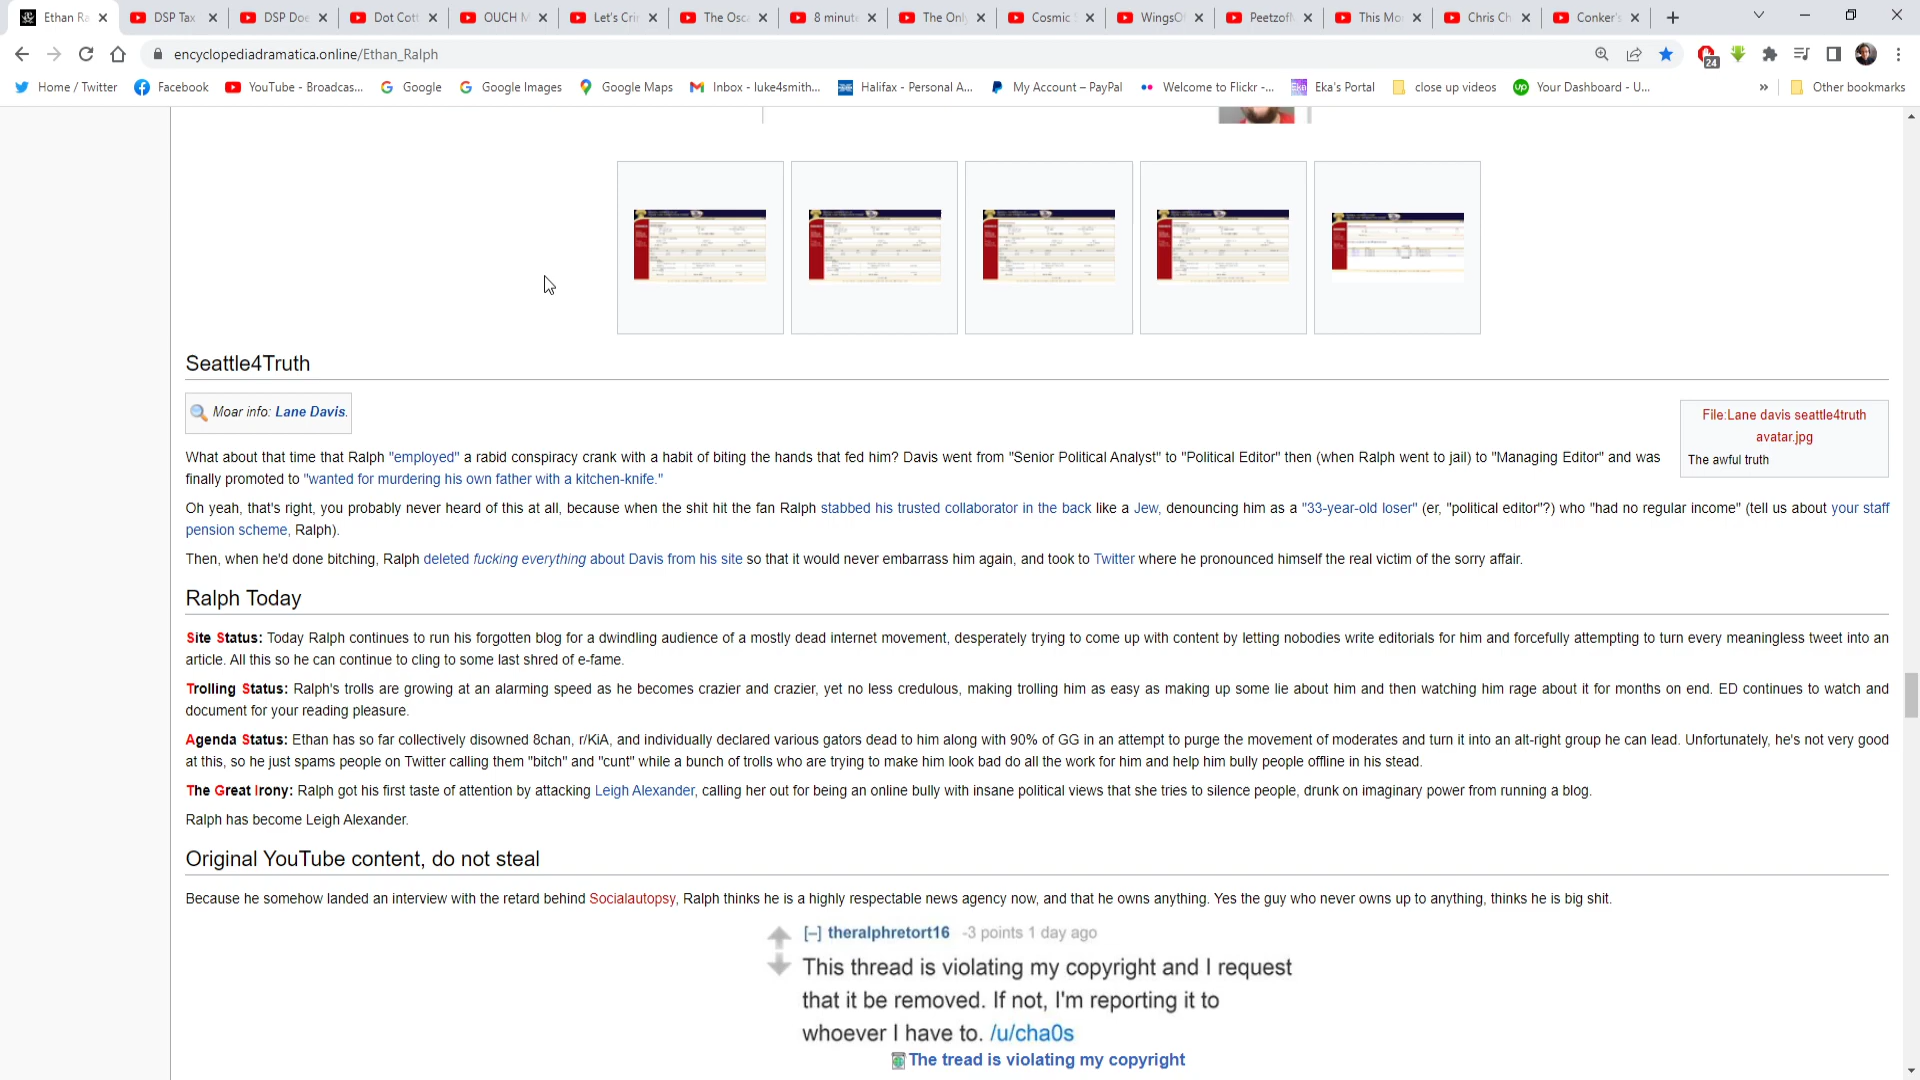 Ethan Ra
DSP Tax
DSP Doe
Dot Cott
OUCH M
Let's Cri
The Osc
8 minut
The Onl
Cosmic
WingsO
Peetzof
This Mo
Chris Ch
Conker'
encyclopediadramatica.online/Ethan_Ralph
24
Home / Twitter
Facebook
YouTube - Broadcas...
Google
Google Images
Google Maps
Inbox - luke4smith...
Halifax - Personal A...
My Account – PayPal
Welcome to Flickr -...
Eka's Portal
close up videos
Your Dashboard - U...
»
Other bookmarks
Seattle4Truth
Moar info: Lane Davis.
File:Lane davis seattle4truth
avatar.jpg
The awful truth
What about that time that Ralph "employed" a rabid conspiracy crank with a habit of biting the hands that fed him? Davis went from "Senior Political Analyst" to "Political Editor" then (when Ralph went to jail) to "Managing Editor" and was
finally promoted to "wanted for murdering his own father with a kitchen-knife."
Oh yeah, that's right, you probably never heard of this at all, because when the shit hit the fan Ralph stabbed his trusted collaborator in the back like a Jew, denouncing him as a "33-year-old loser" (er, "political editor"?) who "had no regular income" (tell us about your staff
pension scheme, Ralph).
Then, when he'd done bitching, Ralph deleted fucking everything about Davis from his site so that it would never embarrass him again, and took to Twitter where he pronounced himself the real victim of the sorry affair.
Ralph Today
Site Status: Today Ralph continues to run his forgotten blog for a dwindling audience of a mostly dead internet movement, desperately trying to come up with content by letting nobodies write editorials for him and forcefully attempting to turn every meaningless tweet into an
article. All this so he can continue to cling to some last shred of e-fame.
Trolling Status: Ralph's trolls are growing at an alarming speed as he becomes crazier and crazier, yet no less credulous, making trolling him as easy as making up some lie about him and then watching him rage about it for months on end. ED continues to watch and
document for your reading pleasure.
Agenda Status: Ethan has so far collectively disowned 8chan, r/KiA, and individually declared various gators dead to him along with 90% of GG in an attempt to purge the movement of moderates and turn it into an alt-right group he can lead. Unfortunately, he's not very good
at this, so he just spams people on Twitter calling them "bitch" and "cunt" while a bunch of trolls who are trying to make him look bad do all the work for him and help him bully people offline in his stead.
The Great Irony: Ralph got his first taste of attention by attacking Leigh Alexander, calling her out for being an online bully with insane political views that she tries to silence people, drunk on imaginary power from running a blog.
Ralph has become Leigh Alexander.
Original YouTube content, do not steal
Because he somehow landed an interview with the retard behind Socialautopsy, Ralph thinks he is a highly respectable news agency now, and that he owns anything. Yes the guy who never owns up to anything, thinks he is big shit.
[–] theralphretort16 -3 points 1 day ago
This thread is violating my copyright and I request
that it be removed. If not, I'm reporting it to
whoever I have to. /u/cha0s
The tread is violating my copyright